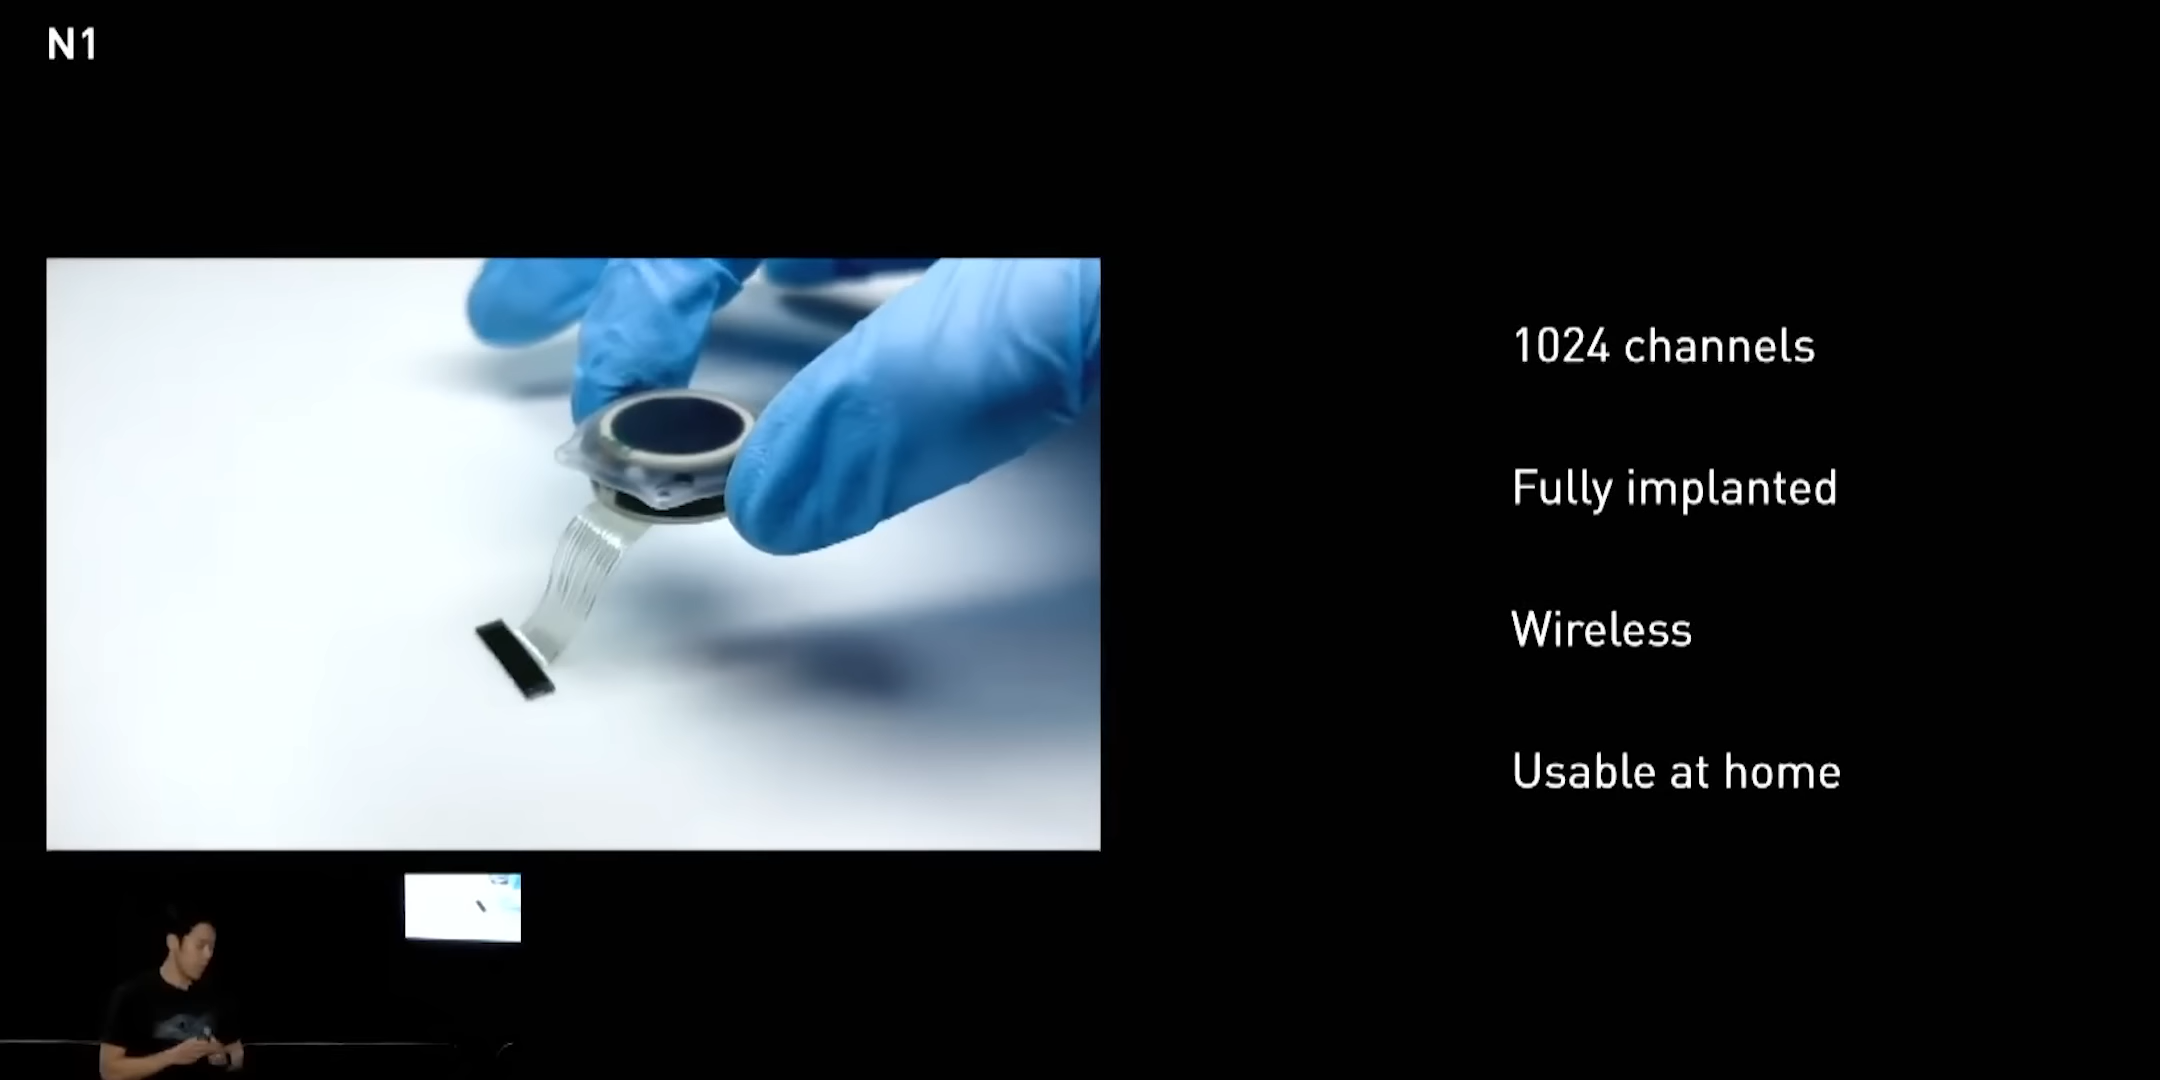 N1
1024 channels
Fully implanted
Wireless
Usable at home